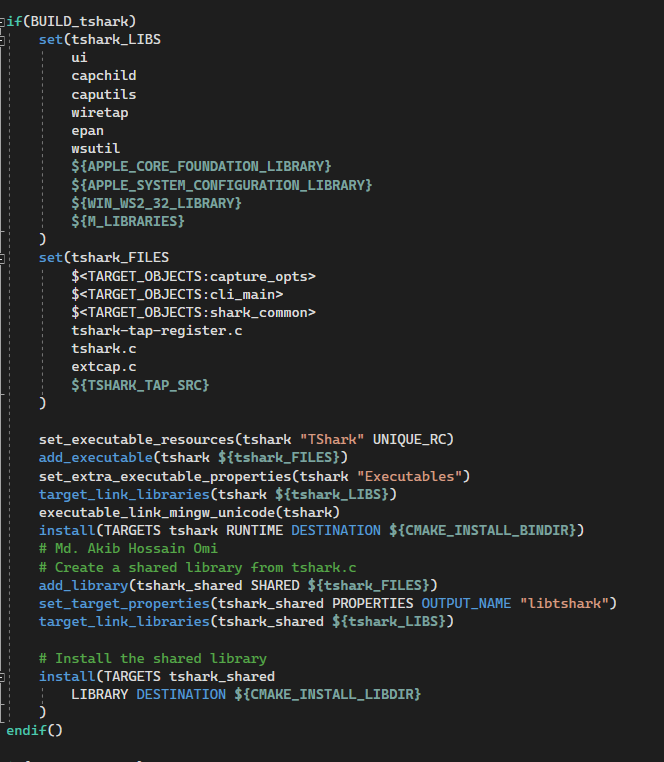 if(BUILD_tshark)
    set(tshark_LIBS
        ui
        capchild
        caputils
        wiretap
        epan
        wsutil
        ${APPLE_CORE_FOUNDATION_LIBRARY}
        ${APPLE_SYSTEM_CONFIGURATION_LIBRARY}
        ${WIN_WS2_32_LIBRARY}
        ${M_LIBRARIES}
    )
    set(tshark_FILES
        $<TARGET_OBJECTS:capture_opts>
        $<TARGET_OBJECTS:cli_main>
        $<TARGET_OBJECTS:shark_common>
        tshark-tap-register.c
        tshark.c
        extcap.c
        ${TSHARK_TAP_SRC}
    )

    set_executable_resources(tshark "TShark" UNIQUE_RC)
    add_executable(tshark ${tshark_FILES})
    set_extra_executable_properties(tshark "Executables")
    target_link_libraries(tshark ${tshark_LIBS})
    executable_link_mingw_unicode(tshark)
    install(TARGETS tshark RUNTIME DESTINATION ${CMAKE_INSTALL_BINDIR})
    # Md. Akib Hossain Omi
    # Create a shared library from tshark.c
    add_library(tshark_shared SHARED ${tshark_FILES})
    set_target_properties(tshark_shared PROPERTIES OUTPUT_NAME "libtshark")
    target_link_libraries(tshark_shared ${tshark_LIBS})

    # Install the shared library
    install(TARGETS tshark_shared
        LIBRARY DESTINATION ${CMAKE_INSTALL_LIBDIR}
    )
endif()